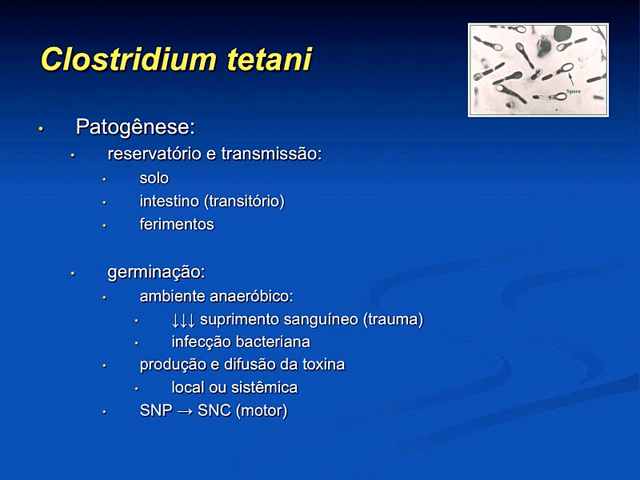 Clostridium tetani
Spore
• Patogênese:
• reservatório e transmissão:
• solo
• intestino (transitório)
• ferimentos
• germinação:
• ambiente anaeróbico:
• ↓↓↓ suprimento sanguíneo (trauma)
• infecção bacteriana
• produção e difusão da toxina
• local ou sistêmica
• SNP → SNC (motor)